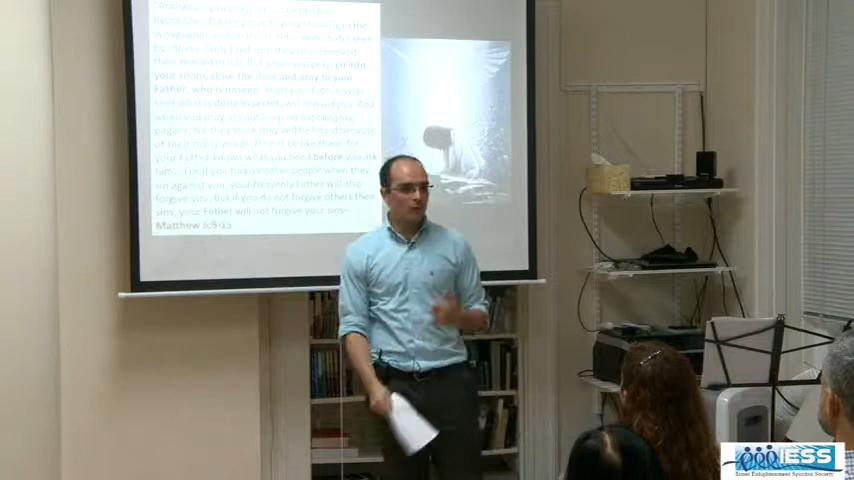 "And when you pray, do not be like the
hypocrites, for they love to pray standing in the
synagogues and on the street corners to be seen
by others. Truly I tell you, they have received
their reward in full. But when you pray, go into
your room, close the door and pray to your
Father, who is unseen. Then your Father, who
sees what is done in secret, will reward you. And
when you pray, do not keep on babbling like
pagans, for they think they will be heard because
of their many words. Do not be like them, for
your Father knows what you need before you ask
him.... For if you forgive other people when they
sin against you, your heavenly Father will also
forgive you. But if you do not forgive others their
sins, your Father will not forgive your sins–
Matthew 6:5-15
IESS
Inner Enlightenment Spiritist Society